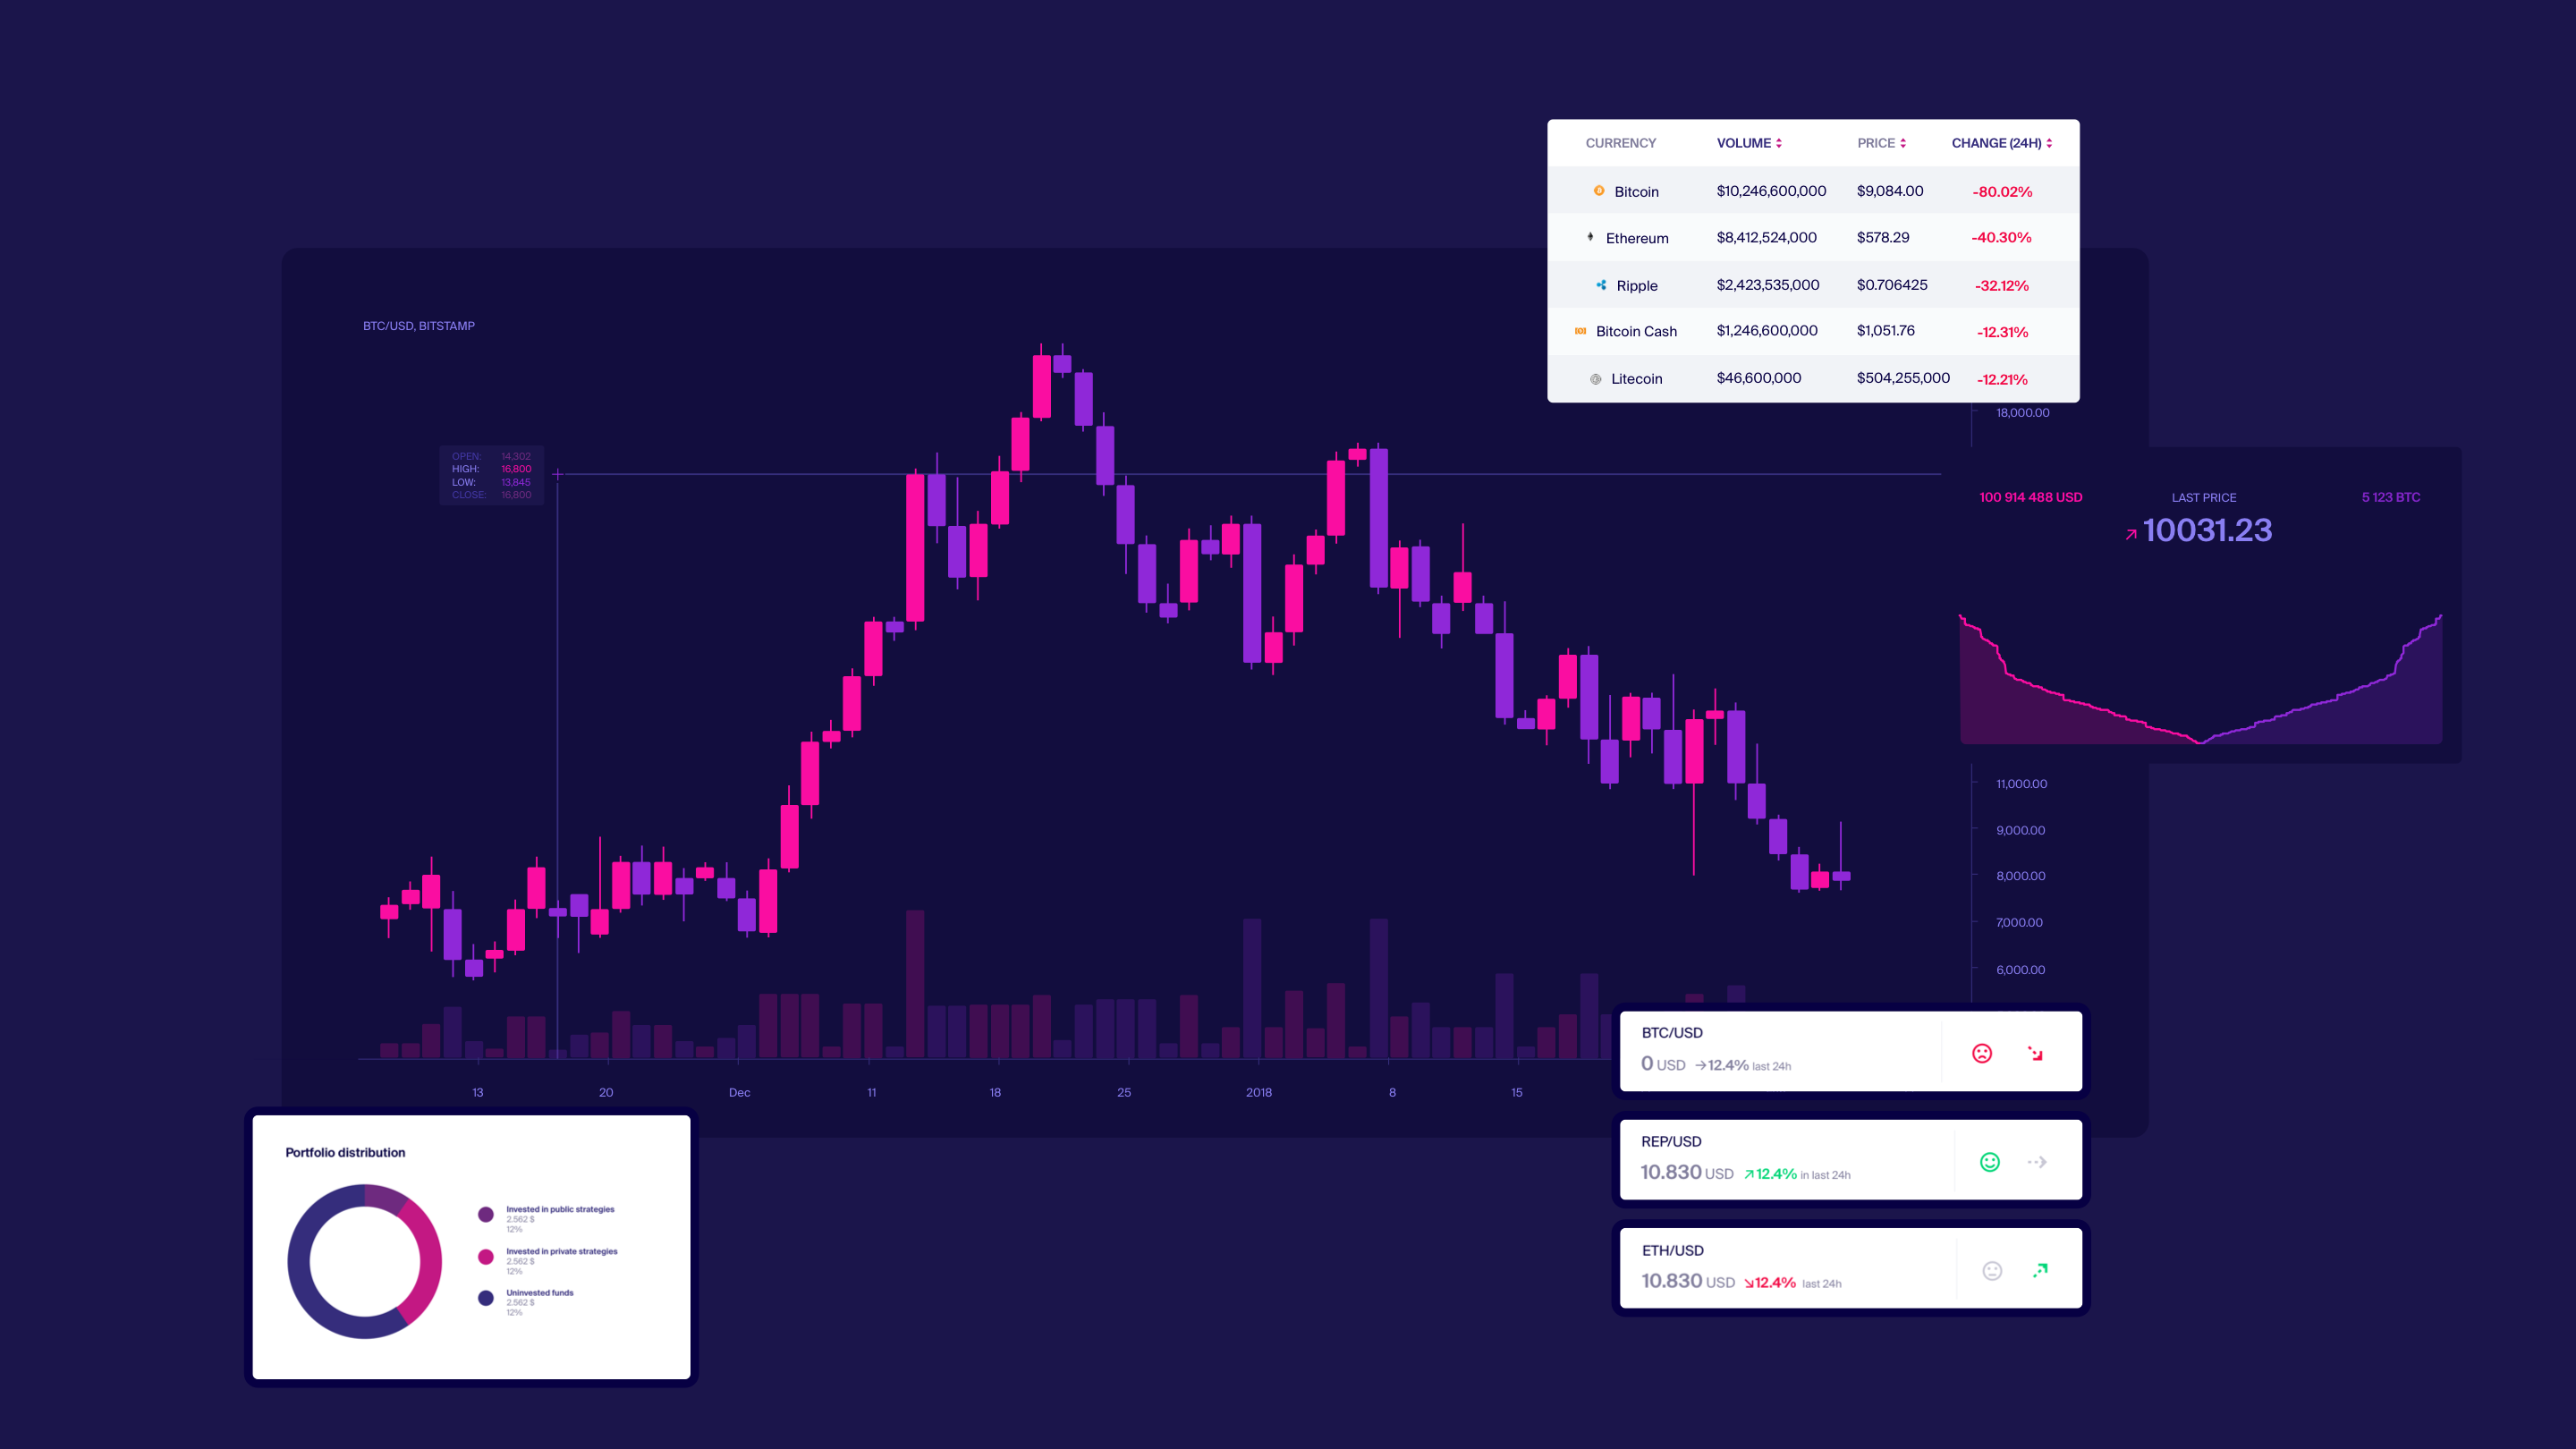 CURRENCY VOLUME PRICE CHANGE (24H)
Bitcoin $10,246,600,000 $9,084.00 -80.02%
Ethereum $8,412,524,000 $578.29 -40.30%
Ripple $2,423,535,000 $0.706425 -32.12%
Bitcoin Cash $1,246,600,000 $1,051.76 -12.31%
Litecoin $46,600,000 $504,255,000 -12.21%
BTC/USD, BITSTAMP
OPEN: 14,302
HIGH: 16,800
LOW: 13,845
CLOSE: 16,800
18,000.00
100 914 488 USD LAST PRICE 5 123 BTC
10031.23
11,000.00
9,000.00
8,000.00
7,000.00
6,000.00
13 20 Dec 11 18 25 2018 8 15
BTC/USD
0 USD 12.4% last 24h
REP/USD
10.830 USD 12.4% in last 24h
ETH/USD
10.830 USD 12.4% last 24h
Portfolio distribution
Invested in public strategies
2.562 $
12%
Invested in private strategies
2.562 $
12%
Uninvested funds
2.562 $
12%